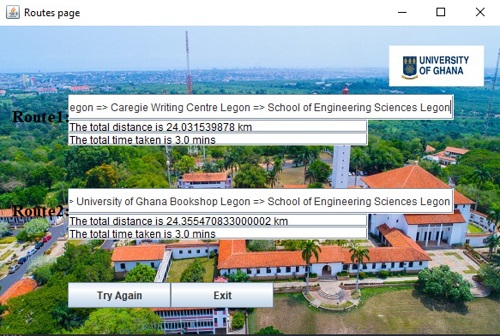 Routes page
UNIVERSITY
OF GHANA
Route1:
egon => Caregie Writing Centre Legon => School of Engineering Sciences Legon
The total distance is 24.031539878 km
The total time taken is 3.0 mins
Route2:
> University of Ghana Bookshop Legon => School of Engineering Sciences Legon
The total distance is 24.355470833000002 km
The total time taken is 3.0 mins
Try Again
Exit